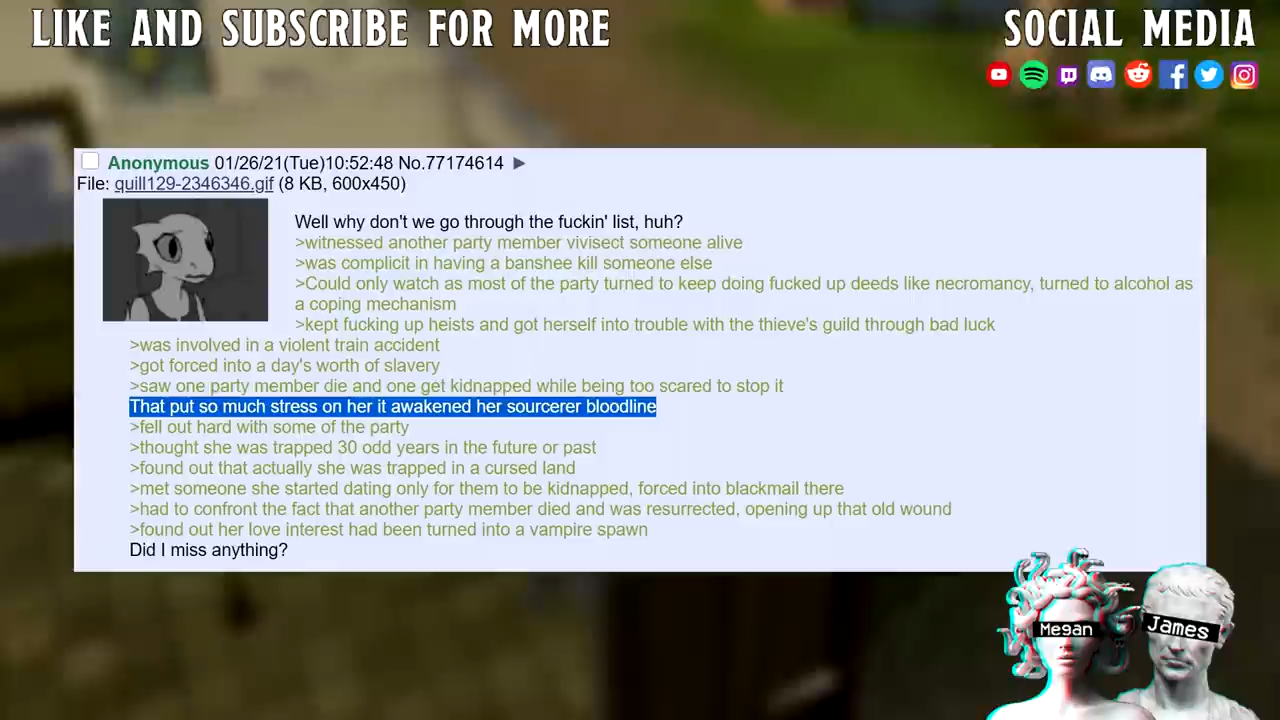 LIKE AND SUBSCRIBE FOR MORE
SOCIAL MEDIA
Anonymous 01/26/21(Tue)10:52:48 No.77174614 ▶
File: quill129-2346346.gif (8 KB, 600x450)
Well why don't we go through the fuckin' list, huh?
>witnessed another party member vivisect someone alive
>was complicit in having a banshee kill someone else
>Could only watch as most of the party turned to keep doing fucked up deeds like necromancy, turned to alcohol as
a coping mechanism
>kept fucking up heists and got herself into trouble with the thieve's guild through bad luck
>was involved in a violent train accident
>got forced into a day's worth of slavery
>saw one party member die and one get kidnapped while being too scared to stop it
That put so much stress on her it awakened her sourcerer bloodline
>fell out hard with some of the party
>thought she was trapped 30 odd years in the future or past
>found out that actually she was trapped in a cursed land
>met someone she started dating only for them to be kidnapped, forced into blackmail there
>had to confront the fact that another party member died and was resurrected, opening up that old wound
>found out her love interest had been turned into a vampire spawn
Did I miss anything?
Megan
James